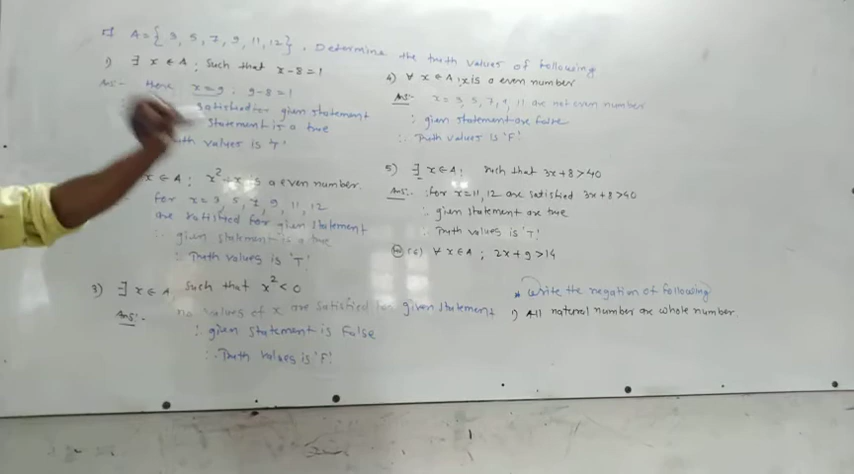 A={3, 5, 7, 9, 11, 12}. Determine the truth values of following
1) ∃ x ∈ A; such that x-8=1
Ans:- Here x=9; 9-8=1
satisfied for given statement
statement is a true
truth values is 'T'
x ∈ A; x²-x is a even number.
for x=3, 5, 7, 9, 11, 12
are satisfied for given statement
∴ given statement is a true
∴ Truth values is 'T'
3) ∃ x ∈ A, such that x²<0
Ans:- no values of x are satisfied for given statement
∴ given statement is false
∴ Truth values is 'F'
4) ∀ x ∈ A; x is a even number
Ans:- x=3, 5, 7, 9, 11 are not even number
∴ given statement are false
∴ Truth values is 'F'
5) ∃ x ∈ A; such that 3x+8>40
Ans:- for x=11, 12 are satisfied 3x+8>40
∴ given statement are true
∴ Truth values is 'T'
(6) ∀ x ∈ A; 2x+9>14
* Write the negation of following
1) All natural number are whole number